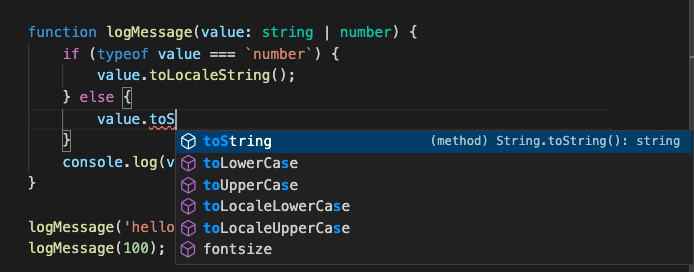 function logMessage(value: string | number) {
if (typeof value === `number`) {
value.toLocaleString();
} else {
value.toS
}
toString (method) String.toString(): string
toLowerCase
toUpperCase
toLocaleLowerCase
toLocaleUpperCase
fontsize
console.log(v
}
logMessage('hello
logMessage(100);